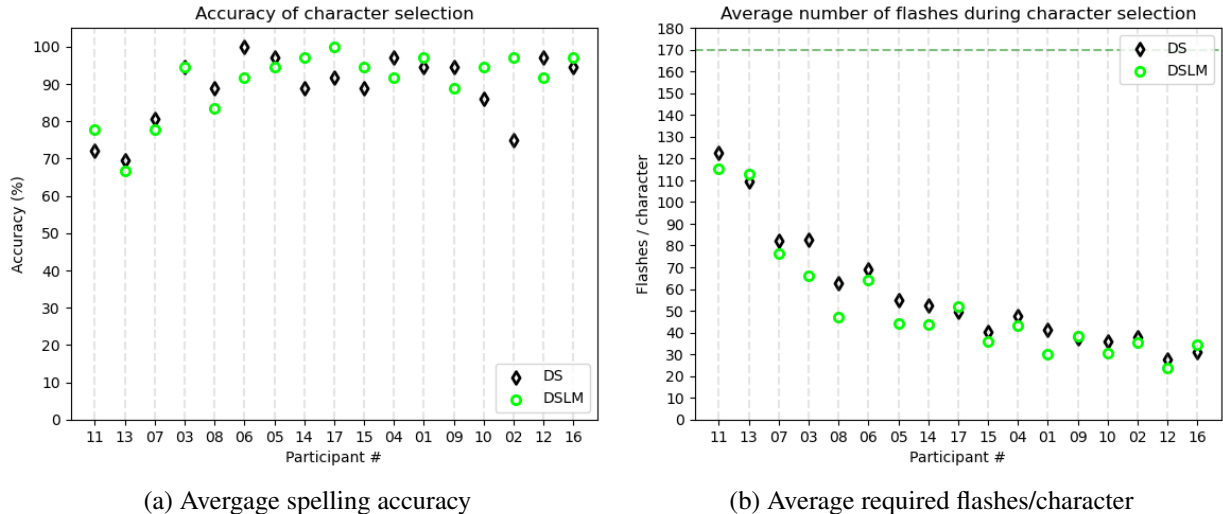 Accuracy of character selection
100
90
80
70
60
50
40
30
20
10
0
Accuracy (%)
DS
DSLM
11 13 07 03 08 06 05 14 17 15 04 01 09 10 02 12 16
Participant #
(a) Avergage spelling accuracy
Average number of flashes during character selection
180
170
160
150
140
130
120
110
100
90
80
70
60
50
40
30
20
10
0
Flashes / character
DS
DSLM
11 13 07 03 08 06 05 14 17 15 04 01 09 10 02 12 16
Participant #
(b) Average required flashes/character